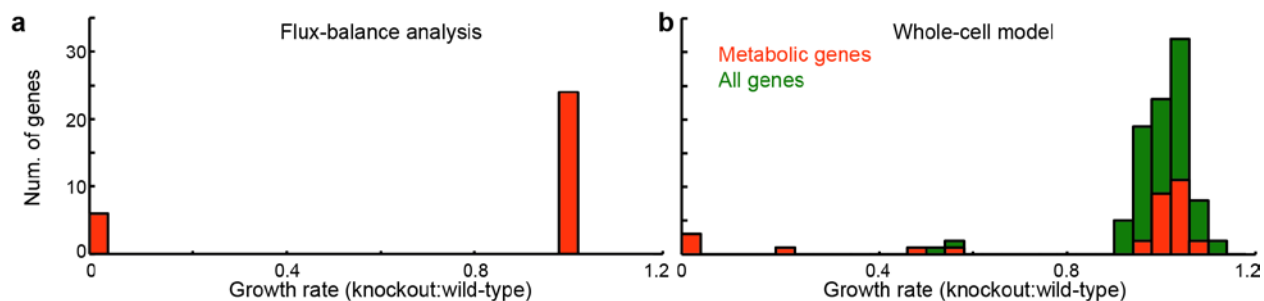 a
Flux-balance analysis
Num. of genes
30
20
10
0
0 0.4 0.8 1.2
Growth rate (knockout:wild-type)
b
Whole-cell model
Metabolic genes
All genes
0 0.4 0.8 1.2
Growth rate (knockout:wild-type)